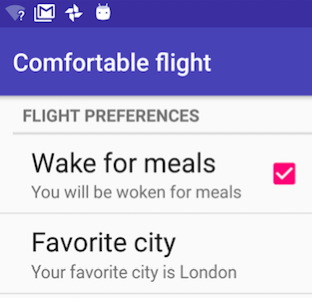 Comfortable flight
FLIGHT PREFERENCES
Wake for meals
You will be woken for meals
Favorite city
Your favorite city is London